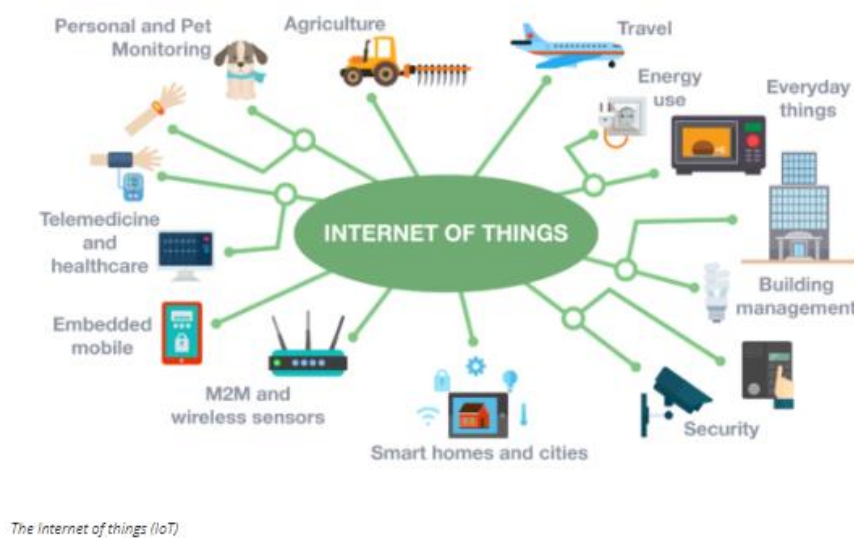 Personal and Pet
Monitoring
Agriculture
Travel
Energy
use
Everyday
things
INTERNET OF THINGS
Telemedicine
and
healthcare
Building
management
Embedded
mobile
M2M and
wireless sensors
Smart homes and cities
Security
The Internet of things (IoT)